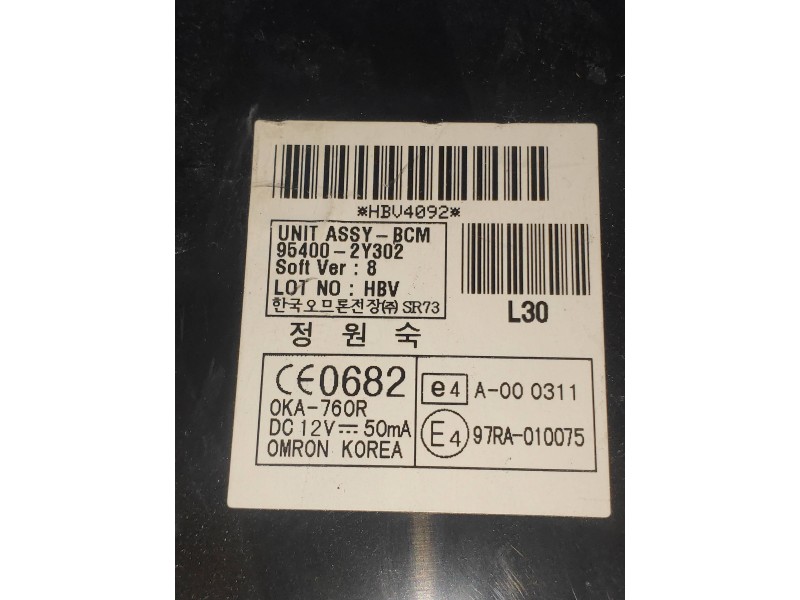 *HBV4092*
UNIT ASSY-BCM
95400-2Y302
Soft Ver : 8
LOT NO : HBV
한국오므론전장㈜ SR73
L30
정 원 숙
CE0682
OKA-760R
DC 12V⎓50mA
OMRON KOREA
e4 A-00 0311
E4 97RA-010075